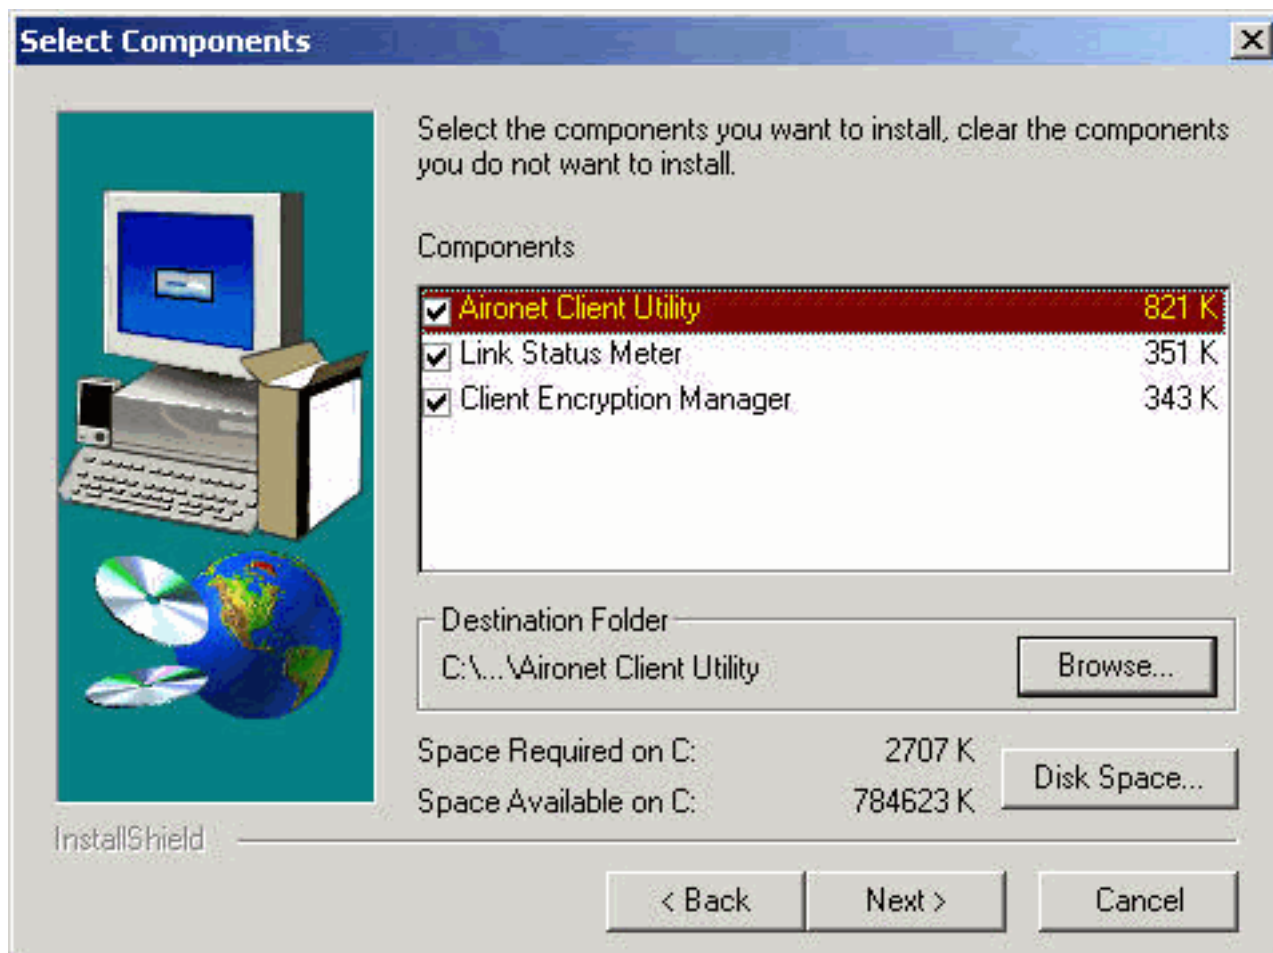 Select Components
Select the components you want to install, clear the components
you do not want to install.
Components
Aironet Client Utility 821 K
Link Status Meter 351 K
Client Encryption Manager 343 K
Destination Folder
C:\...\Aironet Client Utility
Browse...
Space Required on C: 2707 K
Space Available on C: 784623 K
Disk Space...
InstallShield
< Back
Next >
Cancel